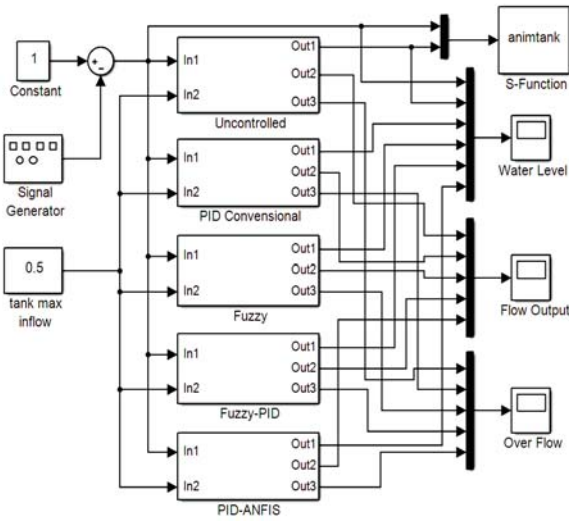 1
Constant
+
-
Signal
Generator
0.5
tank max
inflow
In1
In2
Out1
Out2
Out3
Uncontrolled
In1
In2
Out1
Out2
Out3
PID Convensional
In1
In2
Out1
Out2
Out3
Fuzzy
In1
In2
Out1
Out2
Out3
Fuzzy-PID
In1
In2
Out1
Out2
Out3
PID-ANFIS
animtank
S-Function
Water Level
Flow Output
Over Flow